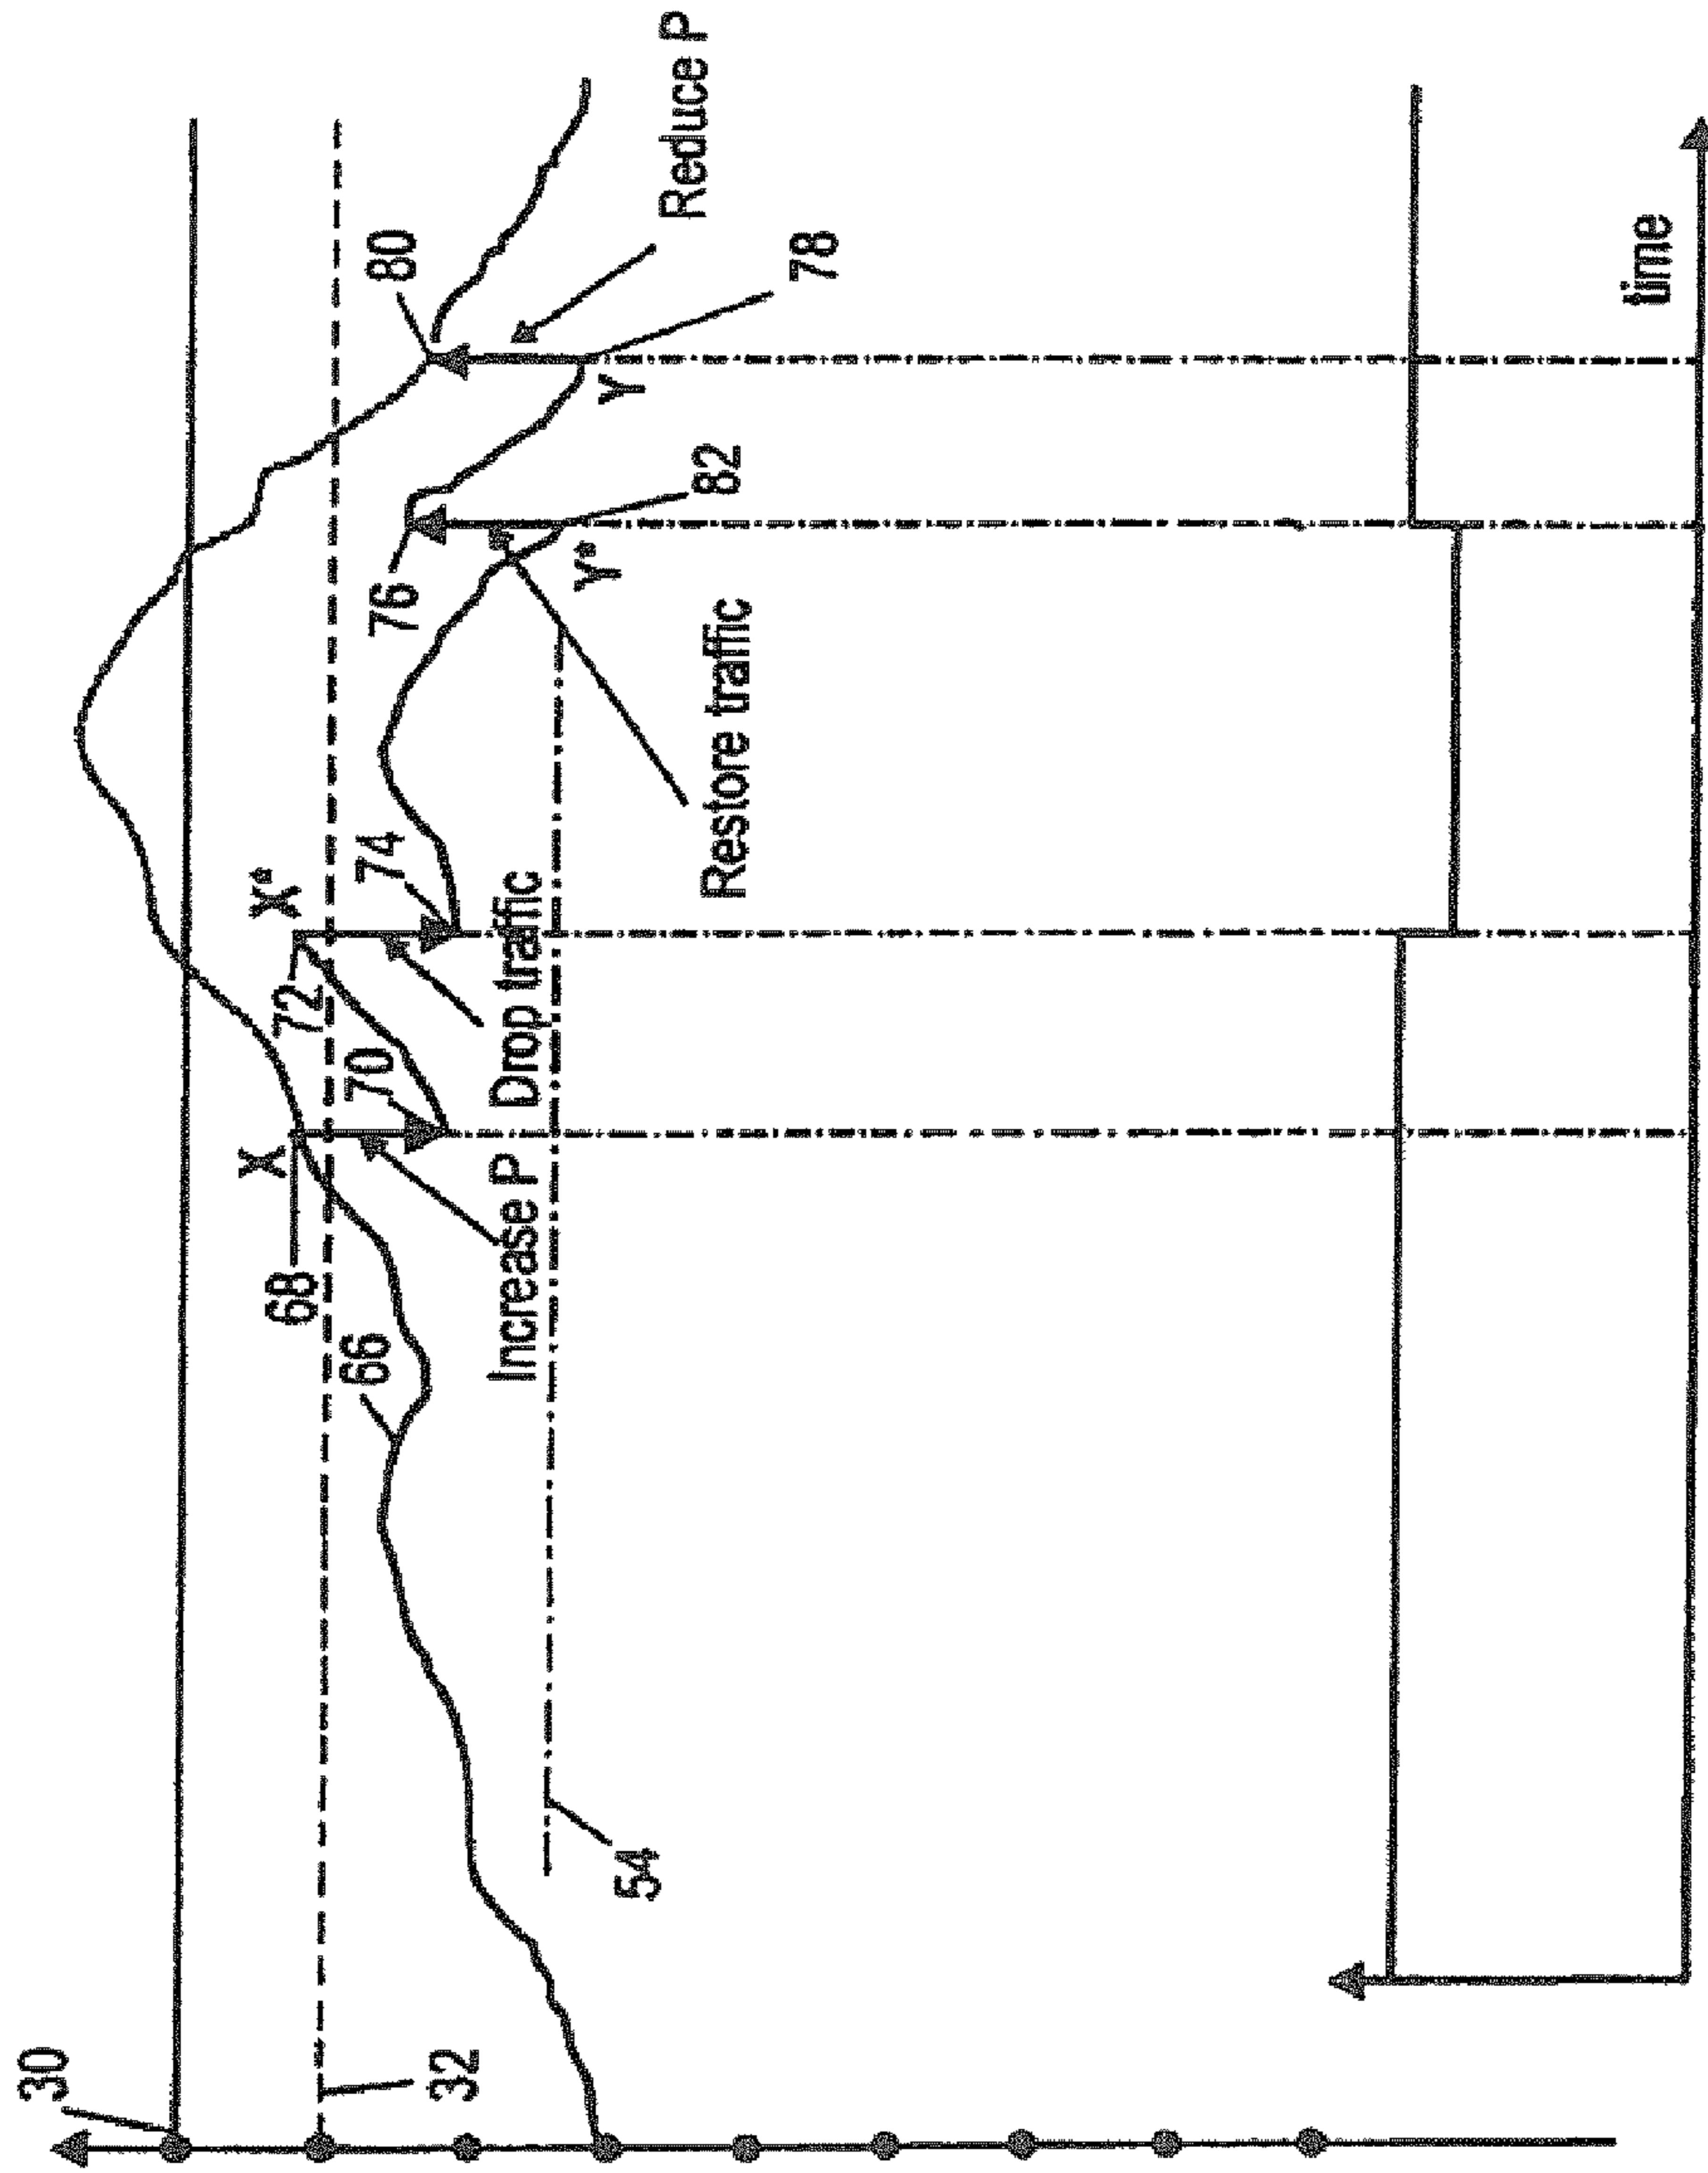 30
X
X*
68
72
66
70
74
76
80
32
Increase P
Drop traffic
Y*
Y
54
Reduce P
Restore traffic
82
78
time